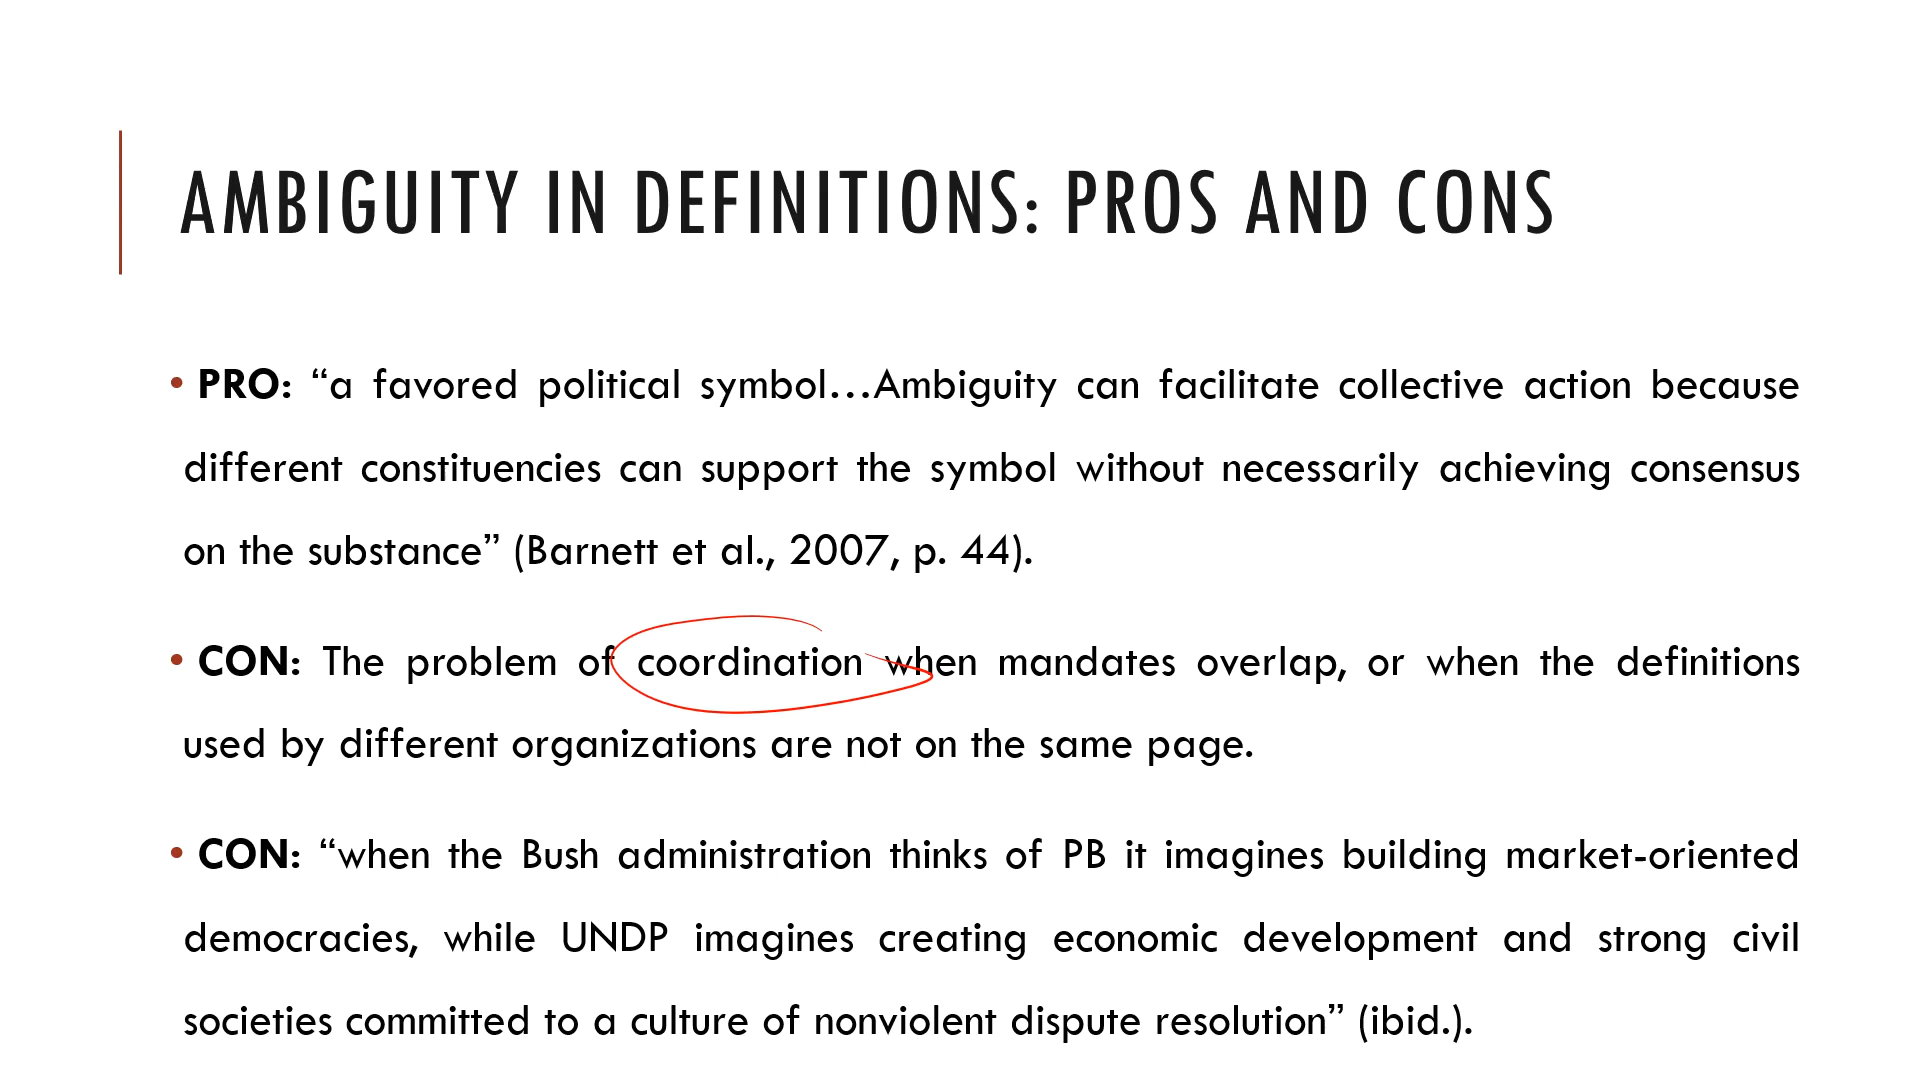 AMBIGUITY IN DEFINITIONS: PROS AND CONS
• PRO: “a favored political symbol…Ambiguity can facilitate collective action because
different constituencies can support the symbol without necessarily achieving consensus
on the substance” (Barnett et al., 2007, p. 44).
• CON: The problem of coordination when mandates overlap, or when the definitions
used by different organizations are not on the same page.
• CON: “when the Bush administration thinks of PB it imagines building market-oriented
democracies, while UNDP imagines creating economic development and strong civil
societies committed to a culture of nonviolent dispute resolution” (ibid.).